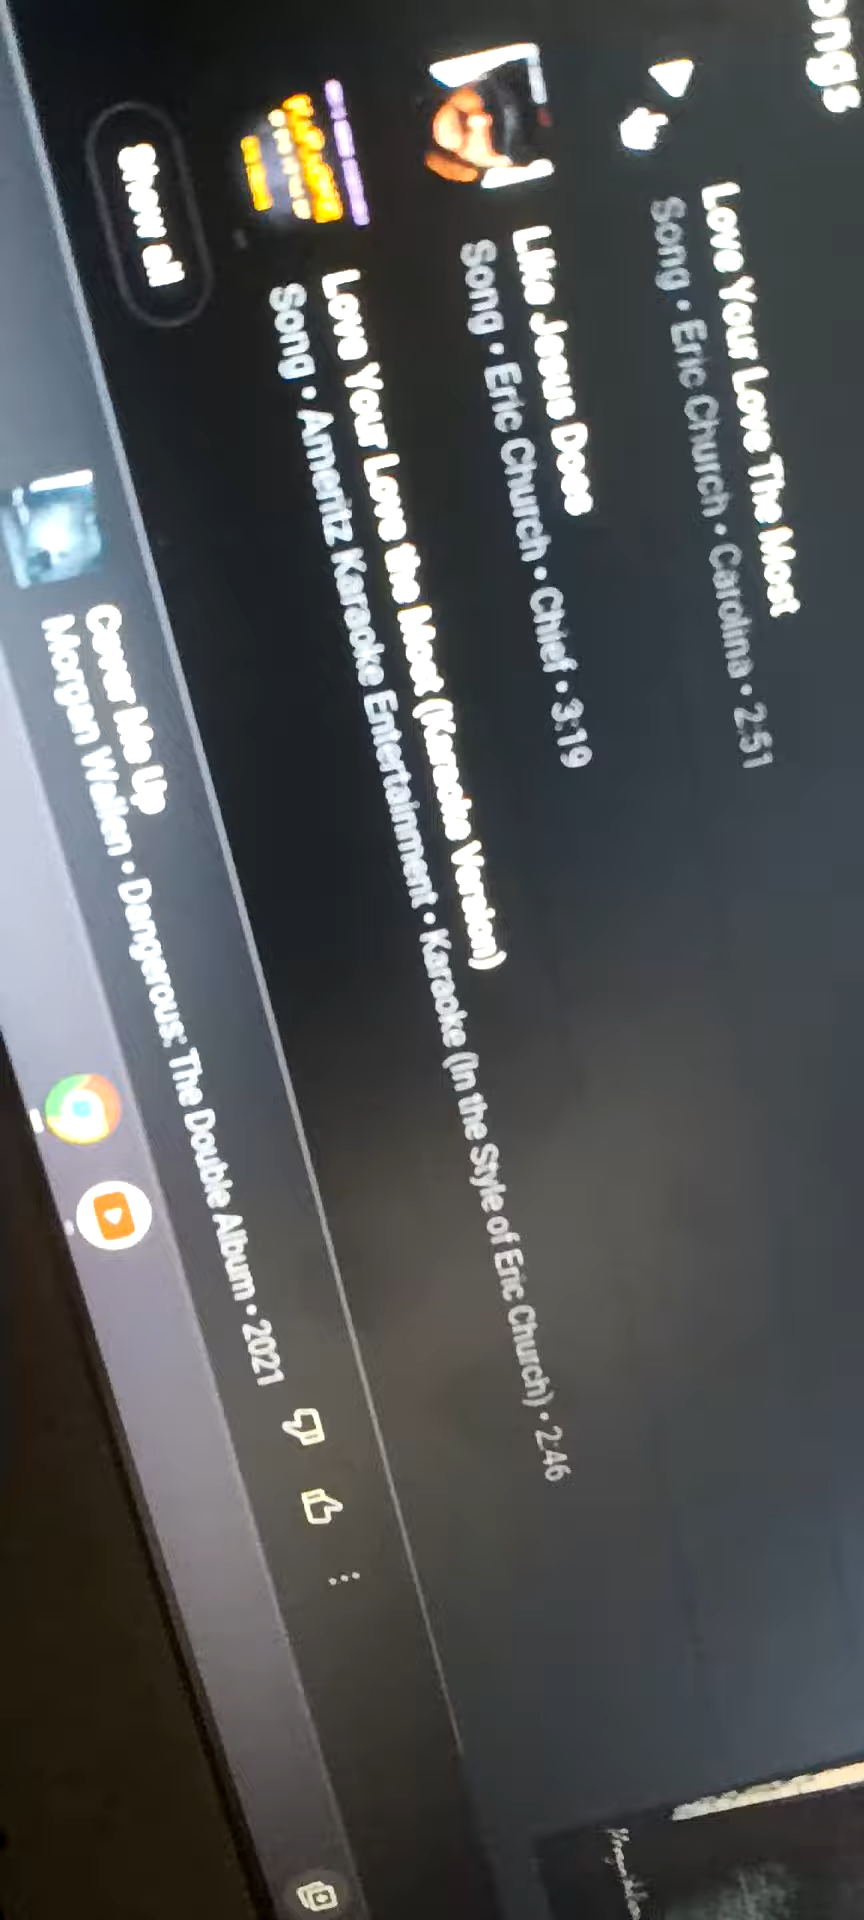 ongs
Love Your Love The Most
Song • Eric Church • Carolina • 2:51
Like Jesus Does
Song • Eric Church • Chief • 3:19
Love Your Love the Most (Karaoke Version)
Song • Ameritz Karaoke Entertainment • Karaoke (In the Style of Eric Church) • 2:46
Show all
Cover Me Up
Morgan Wallen • Dangerous: The Double Album • 2021